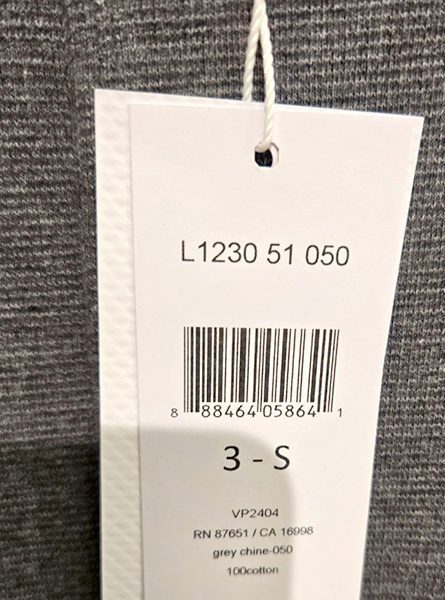 L1230 51 050
8 88464 05864 1
3 - S
VP2404
RN 87651 / CA 16998
grey chine-050
100cotton